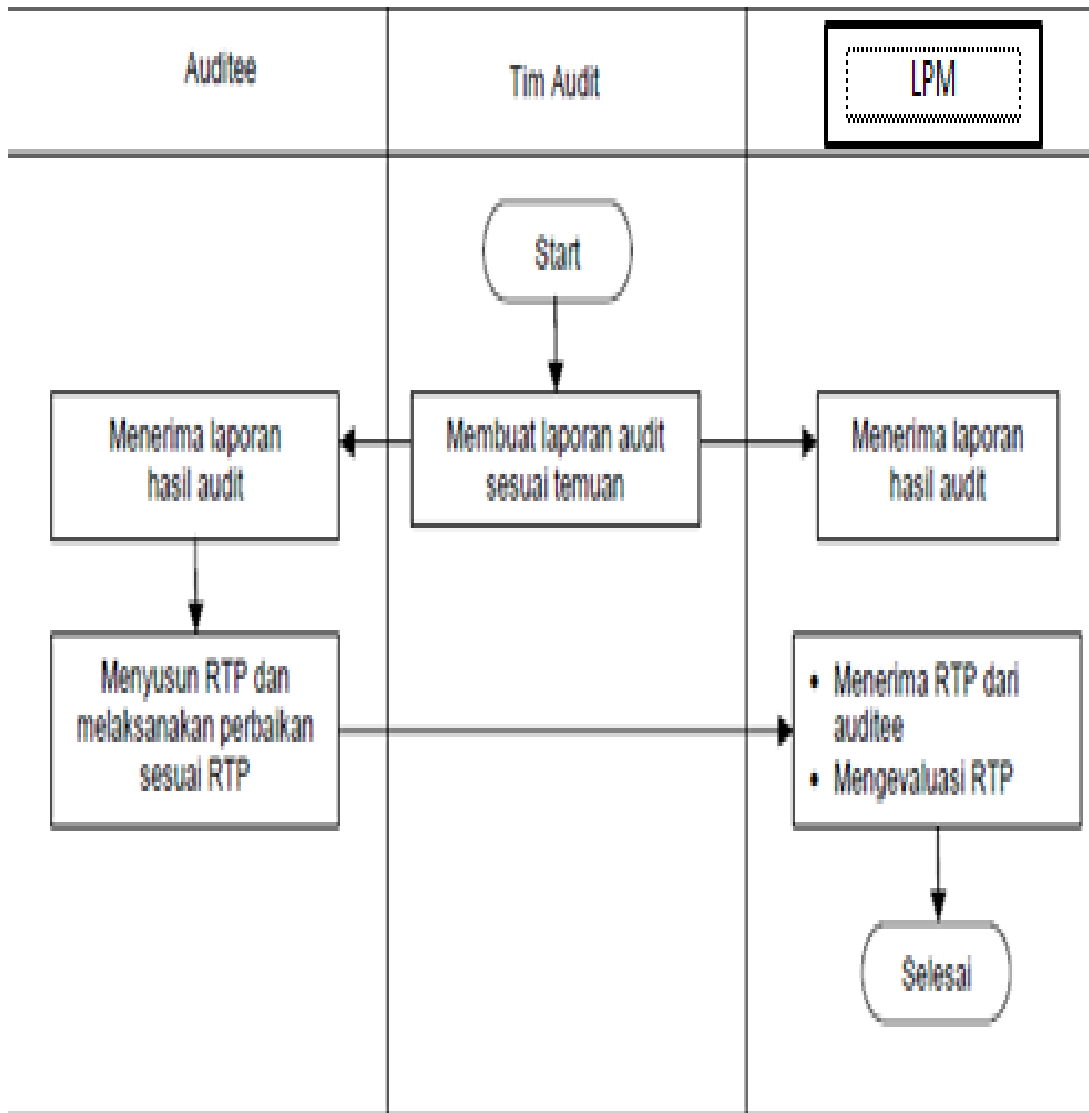 Auditee
Tim Audit
LPM
Start
Menerima laporan
hasil audit
Membuat laporan audit
sesuai temuan
Menerima laporan
hasil audit
Menyusun RTP dan
melaksanakan perbaikan
sesuai RTP
• Menerima RTP dari
auditee
• Mengevaluasi RTP
Selesai